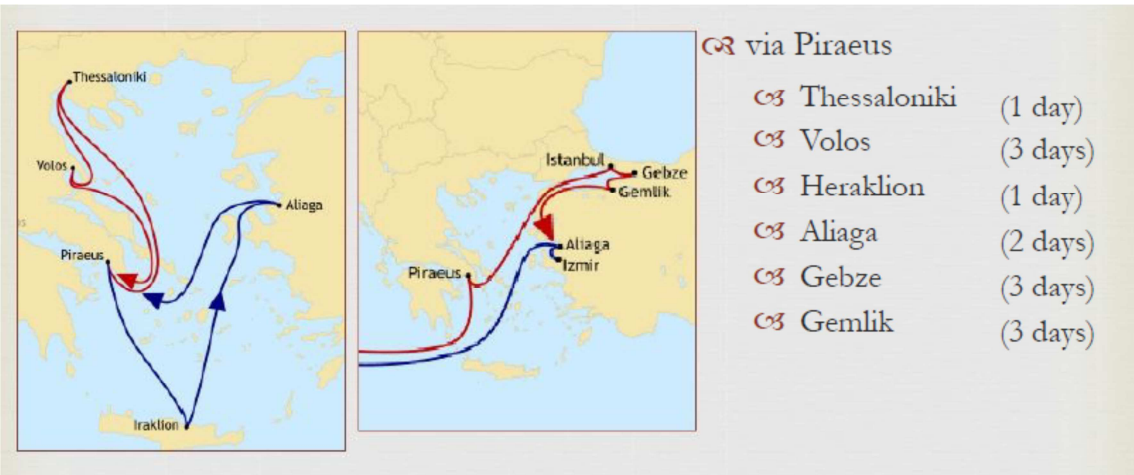 Thessaloniki
Volos
Aliaga
Piraeus
Iraklion
Istanbul
Gebze
Gemlik
Aliaga
Izmir
Piraeus
via Piraeus
Thessaloniki (1 day)
Volos (3 days)
Heraklion (1 day)
Aliaga (2 days)
Gebze (3 days)
Gemlik (3 days)